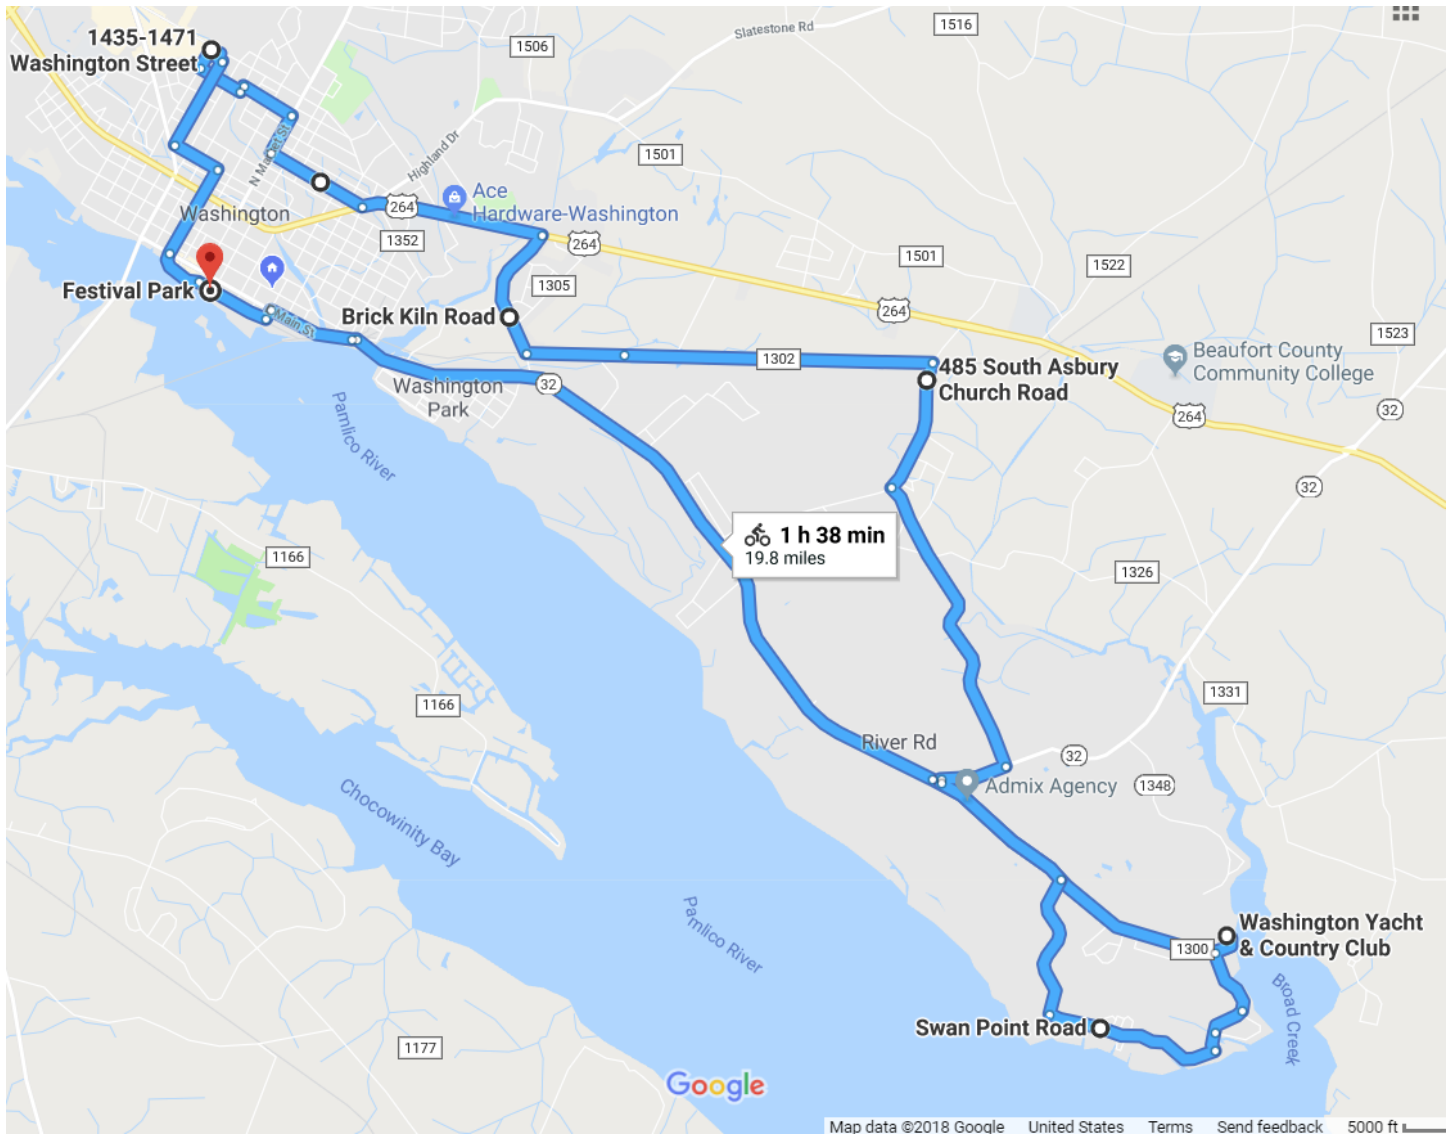 1516
Slatestone Rd
1506
1435-1471
Washington Street
N Market St
Highland Dr
1501
Ace
Hardware-Washington
264
Washington
1352
264
1501
1522
1305
264
Festival Park
Main St
Brick Kiln Road
1302
1523
485 South Asbury
Church Road
Beaufort County
Community College
264
32
Washington
Park
32
Pamlico River
32
1 h 38 min
19.8 miles
1166
1326
1166
1331
River Rd
32
Admix Agency
1348
Chocowinity Bay
Pamlico River
Washington Yacht
& Country Club
1300
Broad Creek
Swan Point Road
1177
Google
Map data ©2018 Google United States Terms Send feedback 5000 ft